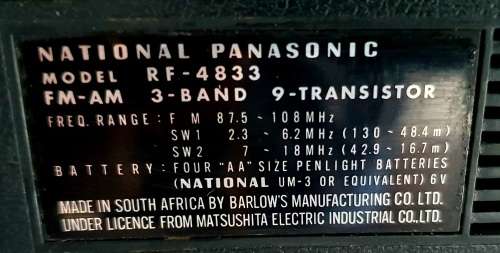 NATIONAL PANASONIC
MODEL RF-4833
FM-AM 3-BAND 9-TRANSISTOR
FREQ. RANGE: FM 87.5 ~ 108MHz
SW1 2.3 ~ 6.2MHz (130 ~ 48.4m)
SW2 7 ~ 18MHz (42.9 ~ 16.7m)
BATTERY: FOUR "AA" SIZE PENLIGHT BATTERIES
(NATIONAL UM-3 OR EQUIVALENT) 6V
MADE IN SOUTH AFRICA BY BARLOW'S MANUFACTURING CO. LTD.
UNDER LICENCE FROM MATSUSHITA ELECTRIC INDUSTRIAL CO., LTD.